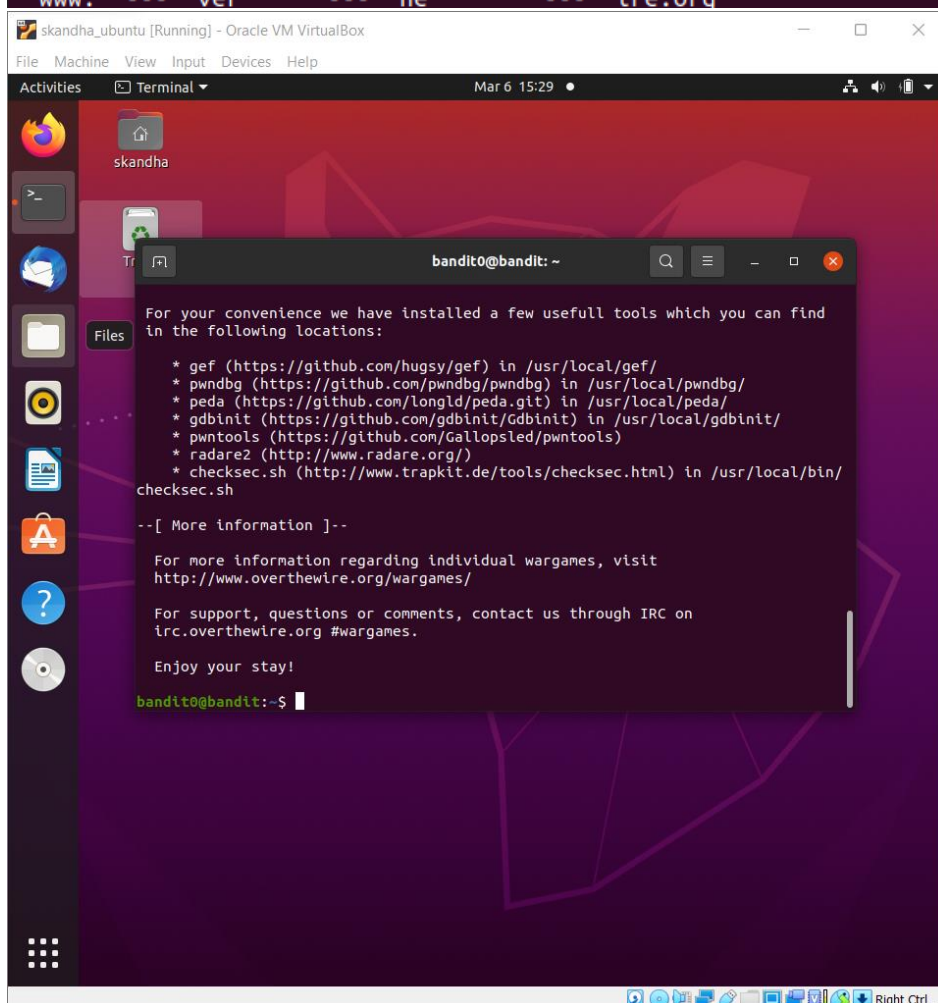 www. ver he ire.org
skandha_ubuntu [Running] - Oracle VM VirtualBox
File Machine View Input Devices Help
Activities Terminal Mar 6 15:29
skandha
Tr
bandit0@bandit: ~
Files
For your convenience we have installed a few usefull tools which you can find
in the following locations:
* gef (https://github.com/hugsy/gef) in /usr/local/gef/
* pwndbg (https://github.com/pwndbg/pwndbg) in /usr/local/pwndbg/
* peda (https://github.com/longld/peda.git) in /usr/local/peda/
* gdbinit (https://github.com/gdbinit/Gdbinit) in /usr/local/gdbinit/
* pwntools (https://github.com/Gallopsled/pwntools)
* radare2 (http://www.radare.org/)
* checksec.sh (http://www.trapkit.de/tools/checksec.html) in /usr/local/bin/
checksec.sh
--[ More information ]--
For more information regarding individual wargames, visit
http://www.overthewire.org/wargames/
For support, questions or comments, contact us through IRC on
irc.overthewire.org #wargames.
Enjoy your stay!
bandit0@bandit:~$
Right Ctrl